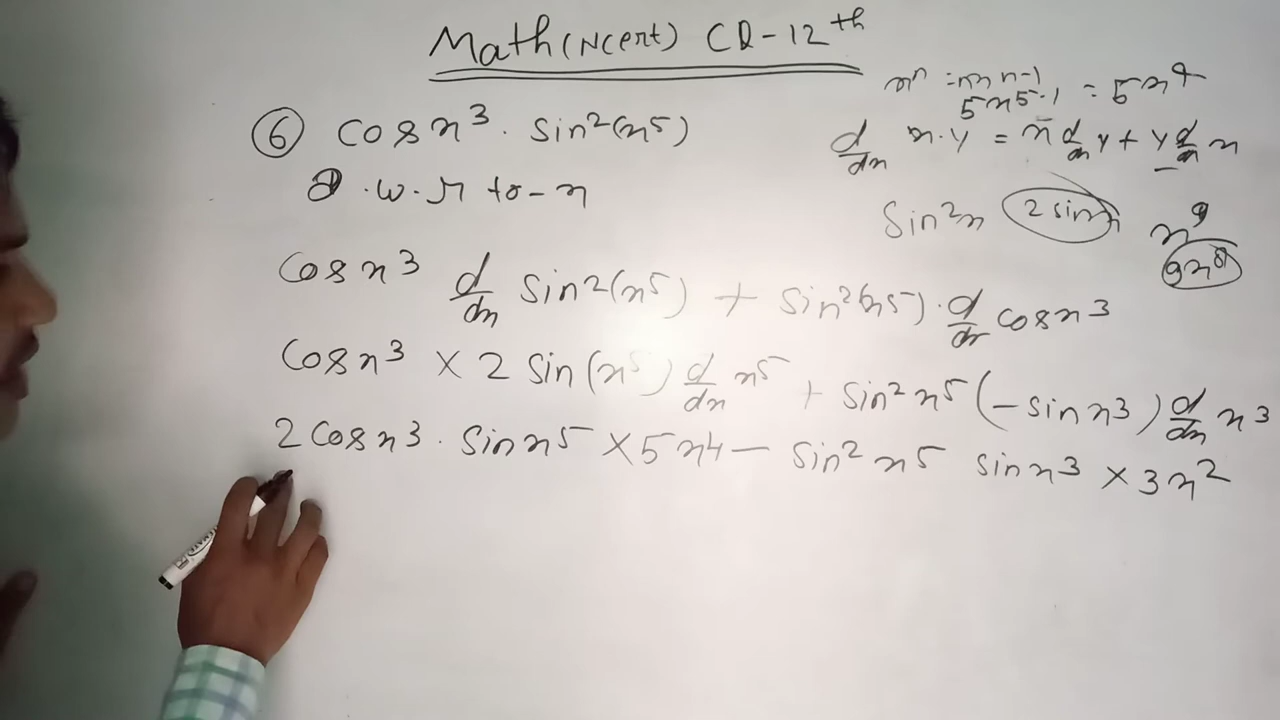 Math (Ncert) Cl-12th
⑥ cos x³ . sin²(x⁵)
D.w.r to-x
cos x³ d/dx sin²(x⁵) + sin²(x⁵) . d/dx cos x³
cos x³ × 2 sin(x⁵) d/dx x⁵ + sin² x⁵ (-sin x³) d/dx x³
2 cos x³ . sin x⁵ × 5x⁴ - sin² x⁵ sin x³ × 3x²
xⁿ = nxⁿ⁻¹
5x⁵⁻¹ = 5x⁴
d/dx x.y = x d/dx y + y d/dx x
sin²x 2 sinx x⁹
9x⁸